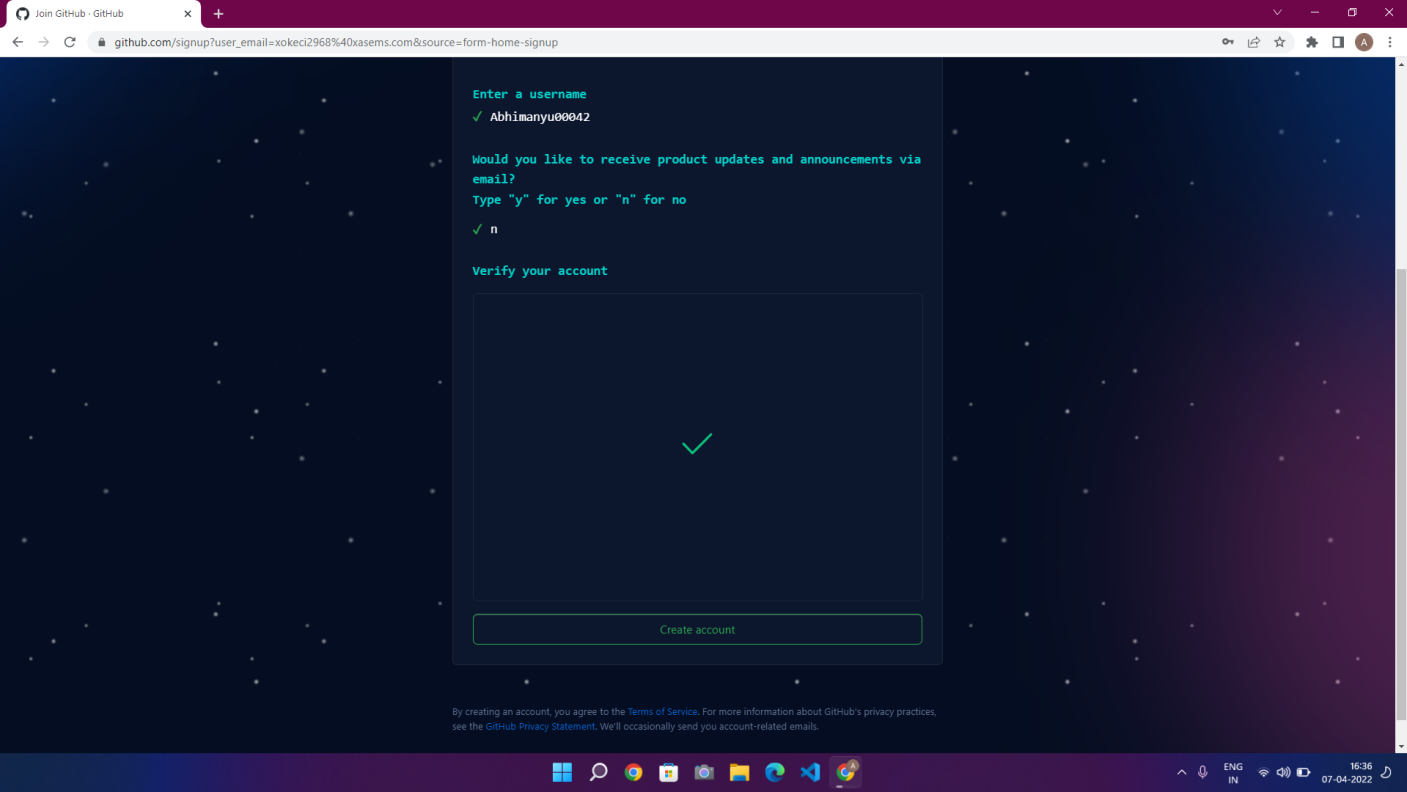 Join GitHub · GitHub
github.com/signup?user_email=xokeci2968%40xasems.com&source=form-home-signup
A
Enter a username
✓ Abhimanyu00042
Would you like to receive product updates and announcements via
email?
Type "y" for yes or "n" for no
✓ n
Verify your account
Create account
By creating an account, you agree to the Terms of Service. For more information about GitHub's privacy practices,
see the GitHub Privacy Statement. We'll occasionally send you account-related emails.
A
ENG
IN
16:36
07-04-2022